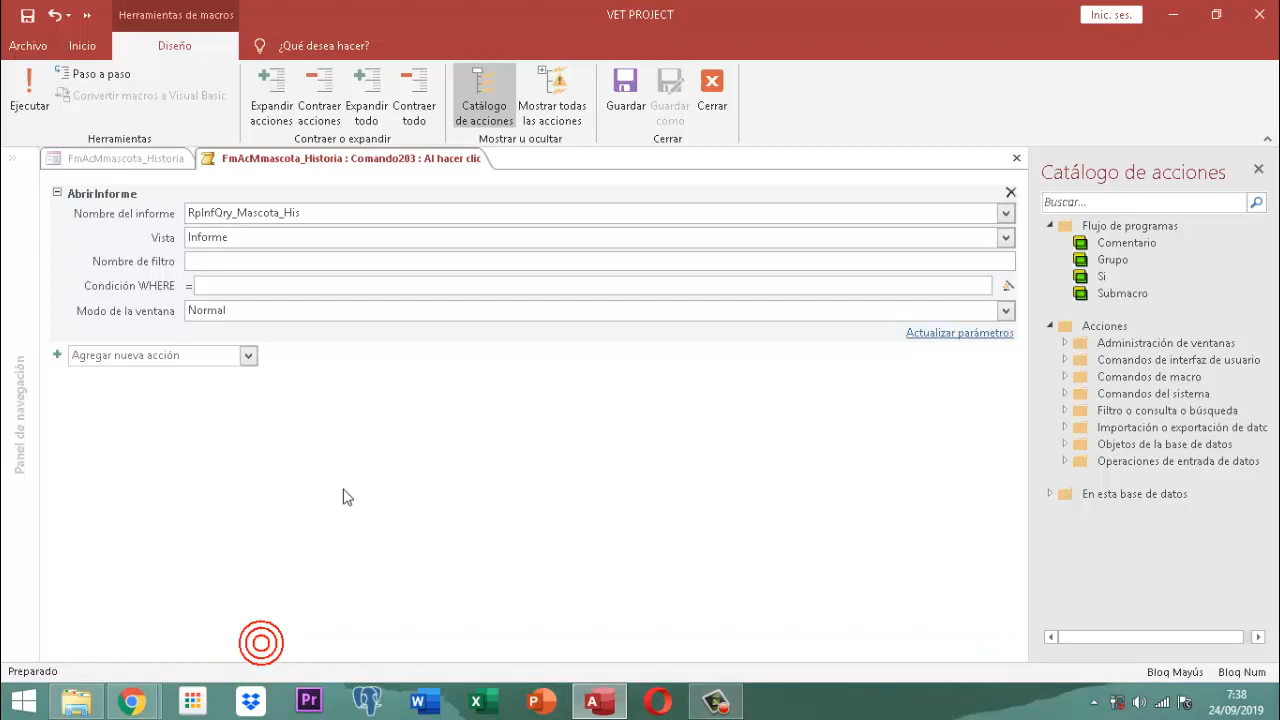 Herramientas de macros
VET PROJECT
Inic. ses.
Archivo
Inicio
Diseño
¿Qué desea hacer?
Ejecutar
Paso a paso
Convertir macros a Visual Basic
Expandir acciones
Contraer acciones
Expandir todo
Contraer todo
Catálogo de acciones
Mostrar todas las acciones
Guardar
Guardar como
Cerrar
Herramientas
Contraer o expandir
Mostrar u ocultar
Cerrar
FmAcMmascota_Historia
FmAcMmascota_Historia : Comando203 : Al hacer clic
Panel de navegación
AbrirInforme
Nombre del informe
RpInfQry_Mascota_His
Vista
Informe
Nombre de filtro
Condición WHERE
=
Modo de la ventana
Normal
Actualizar parámetros
Agregar nueva acción
Catálogo de acciones
Buscar...
Flujo de programas
Comentario
Grupo
Si
Submacro
Acciones
Administración de ventanas
Comandos de interfaz de usuario
Comandos de macro
Comandos del sistema
Filtro o consulta o búsqueda
Importación y exportación de datc
Objetos de la base de datos
Operaciones de entrada de datos
En esta base de datos
Preparado
Bloq Mayús
Bloq Num
7:38
24/09/2019